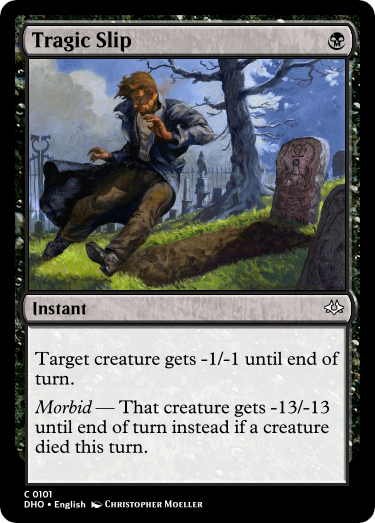 Tragic Slip
Instant
Target creature gets -1/-1 until end of
turn.
Morbid — That creature gets -13/-13
until end of turn instead if a creature
died this turn.
C 0101
DHO • English Christopher Moeller